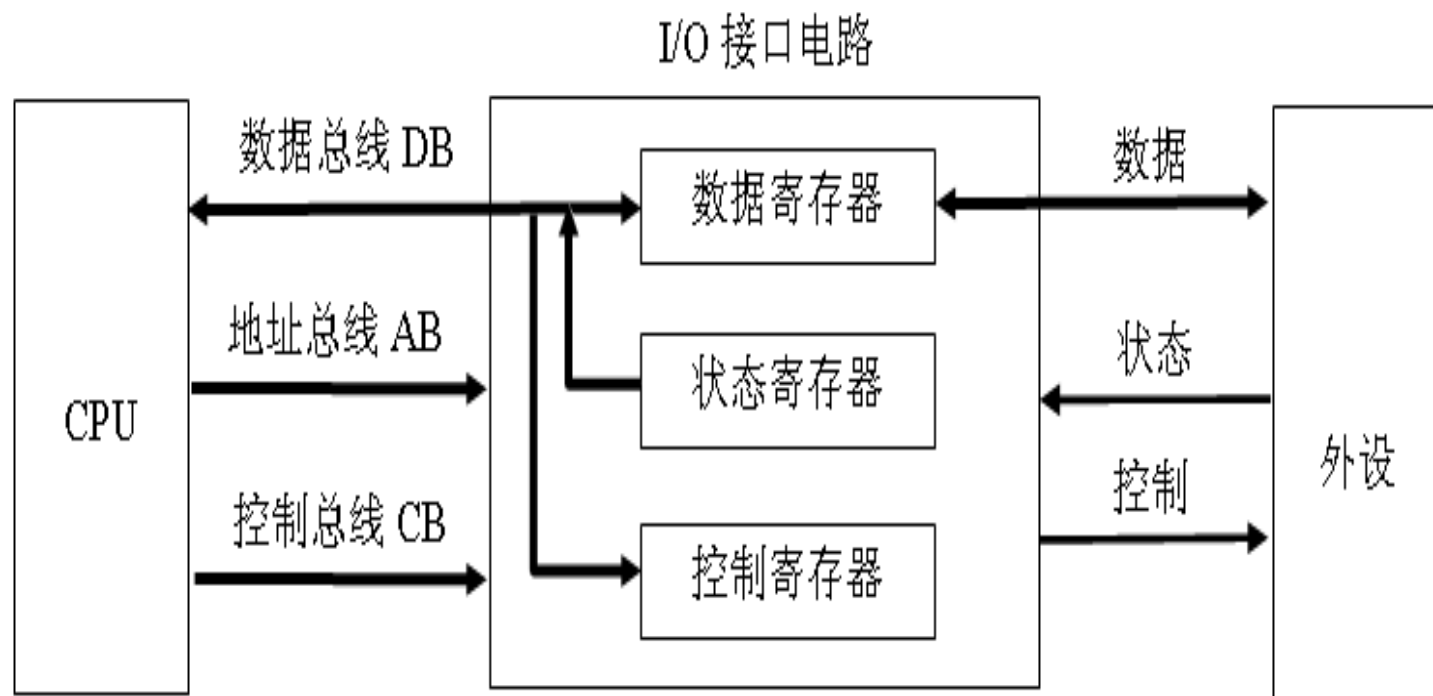 I/O 接口电路
数据总线 DB
数据寄存器
数据
地址总线 AB
状态寄存器
状态
CPU
外设
控制总线 CB
控制寄存器
控制